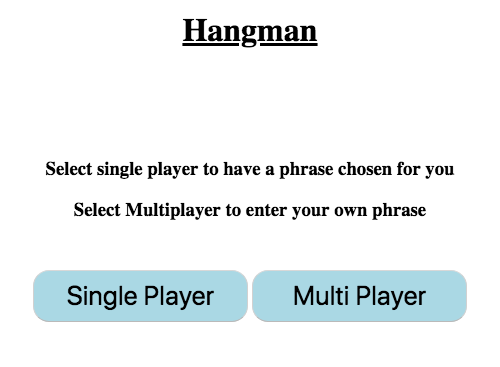 Hangman
Select single player to have a phrase chosen for you
Select Multiplayer to enter your own phrase
Single Player Multi Player